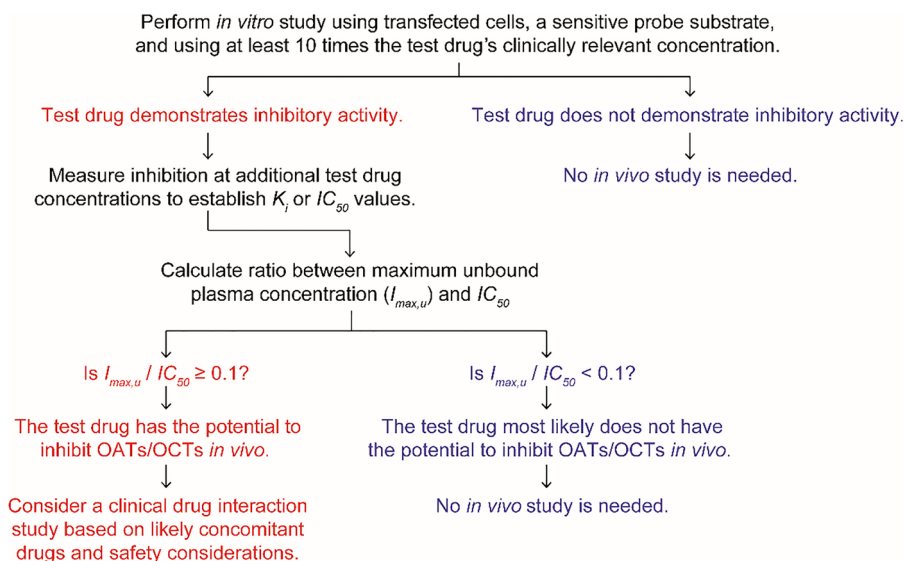 Perform in vitro study using transfected cells, a sensitive probe substrate,
and using at least 10 times the test drug's clinically relevant concentration.
Test drug demonstrates inhibitory activity.
Test drug does not demonstrate inhibitory activity.
Measure inhibition at additional test drug
concentrations to establish Ki or IC50 values.
No in vivo study is needed.
Calculate ratio between maximum unbound
plasma concentration (Imax,u) and IC50
Is Imax,u / IC50 ≥ 0.1?
Is Imax,u / IC50 < 0.1?
The test drug has the potential to
inhibit OATs/OCTs in vivo.
The test drug most likely does not have
the potential to inhibit OATs/OCTs in vivo.
Consider a clinical drug interaction
study based on likely concomitant
drugs and safety considerations.
No in vivo study is needed.